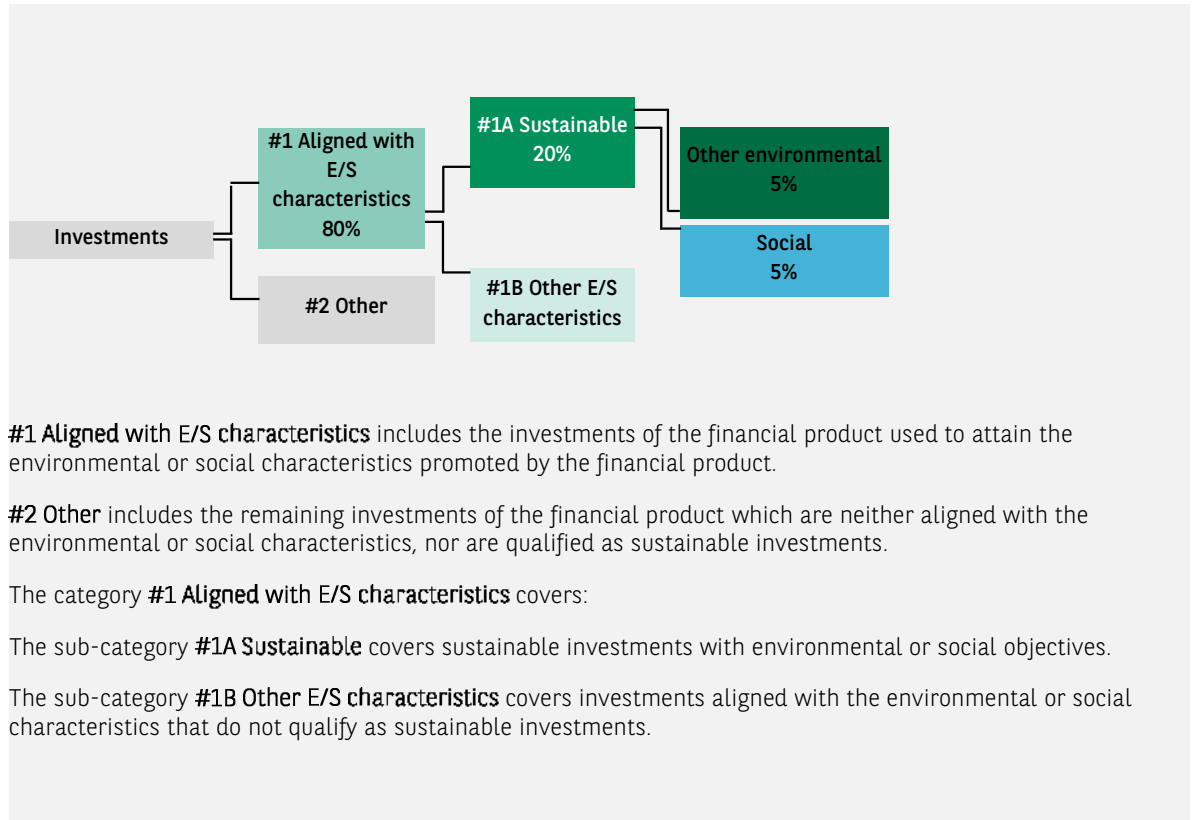 #1A Sustainable
20%
#1 Aligned with
E/S
characteristics
80%
Other environmental
5%
Investments
Social
5%
#2 Other
#1B Other E/S
characteristics
#1 Aligned with E/S characteristics includes the investments of the financial product used to attain the
environmental or social characteristics promoted by the financial product.
#2 Other includes the remaining investments of the financial product which are neither aligned with the
environmental or social characteristics, nor are qualified as sustainable investments.
The category #1 Aligned with E/S characteristics covers:
The sub-category #1A Sustainable covers sustainable investments with environmental or social objectives.
The sub-category #1B Other E/S characteristics covers investments aligned with the environmental or social
characteristics that do not qualify as sustainable investments.